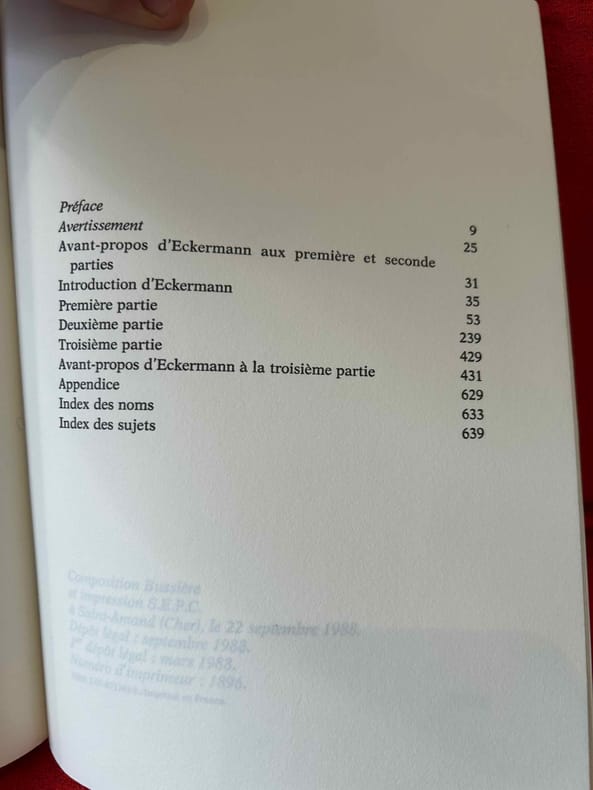 Préface 9
Avertissement 25
Avant-propos d'Eckermann aux première et seconde
parties 31
Introduction d'Eckermann 35
Première partie 53
Deuxième partie 239
Troisième partie 429
Avant-propos d'Eckermann à la troisième partie 431
Appendice 629
Index des noms 633
Index des sujets 639
Composition Bussière
et impression S.E.P.C.
à Saint-Amand (Cher), le 22 septembre 1988.
Dépôt légal : septembre 1988.
1er dépôt légal : mars 1988.
Numéro d'imprimeur : 1896.
Imprimé en France.